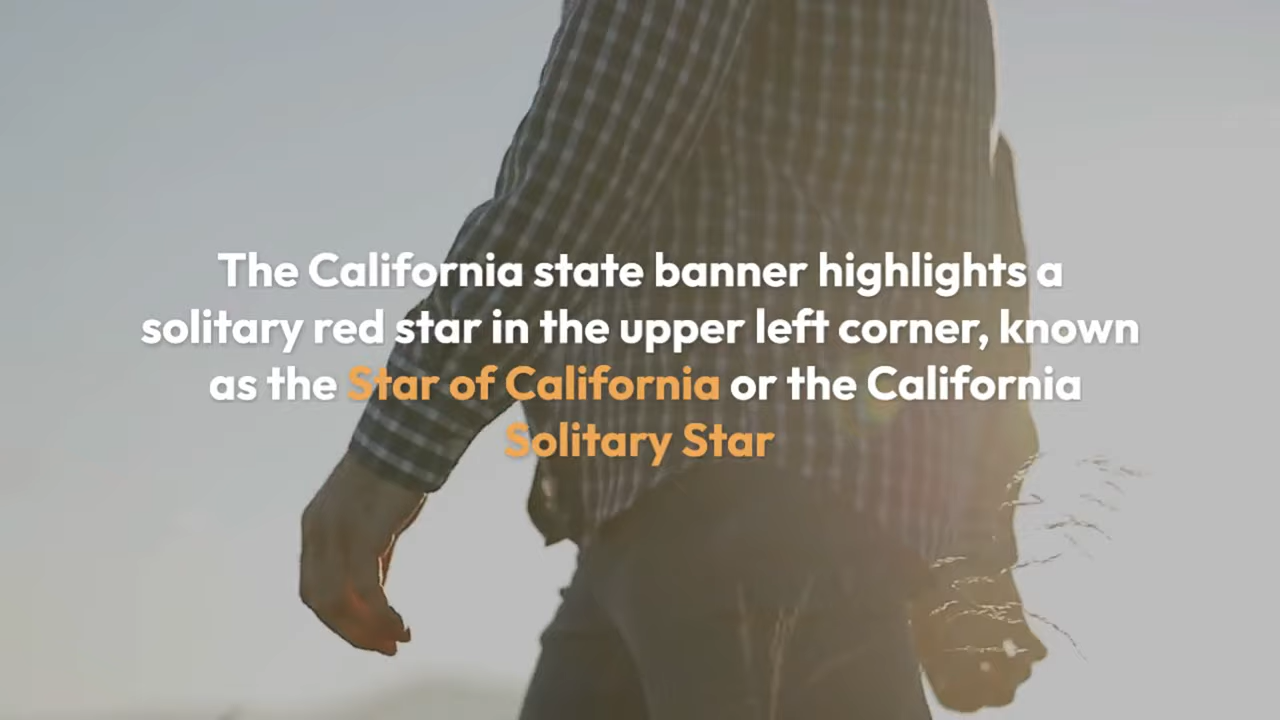 The California state banner highlights a
solitary red star in the upper left corner, known
as the Star of California or the California
Solitary Star